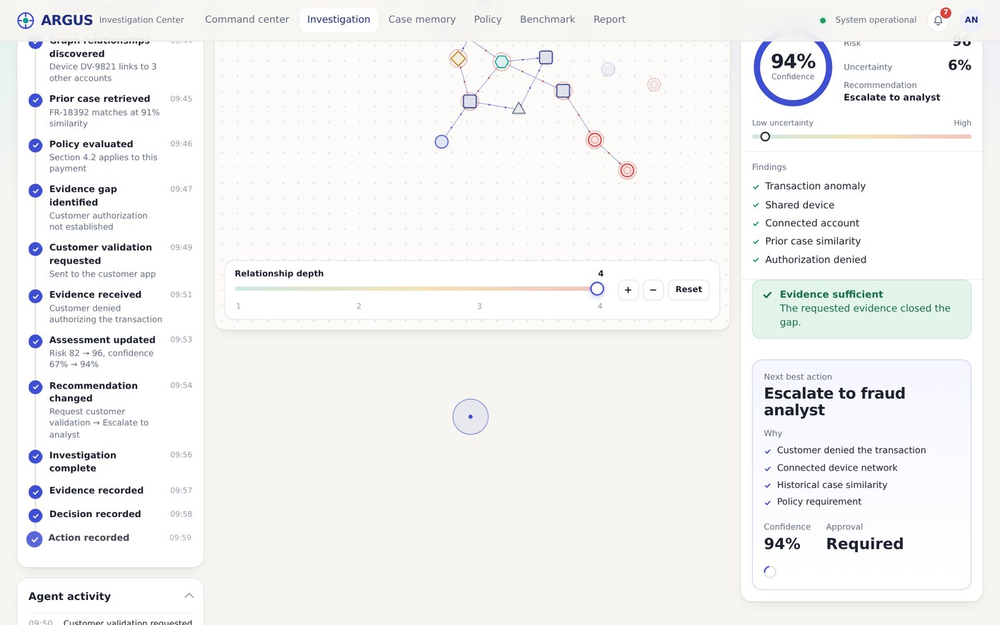 ARGUS Investigation Center Command center Investigation Case memory Policy Benchmark Report System operational 7 AN
Graph relationships 09:44
discovered
Device DV-9821 links to 3
other accounts
Prior case retrieved 09:45
FR-18392 matches at 91%
similarity
Policy evaluated 09:46
Section 4.2 applies to this
payment
Evidence gap 09:47
identified
Customer authorization
not established
Customer validation 09:49
requested
Sent to the customer app
Evidence received 09:51
Customer denied
authorizing the transaction
Assessment updated 09:53
Risk 82 → 96, confidence
67% → 94%
Recommendation 09:54
changed
Request customer
validation → Escalate to
analyst
Investigation 09:56
complete
Evidence recorded 09:57
Decision recorded 09:58
Action recorded 09:59
Agent activity
09:50 Customer validation requested
Relationship depth 4
1 2 3 4
+ − Reset
94%
Confidence
Risk 96
Uncertainty 6%
Recommendation
Escalate to analyst
Low uncertainty High
Findings
Transaction anomaly
Shared device
Connected account
Prior case similarity
Authorization denied
Evidence sufficient
The requested evidence closed the
gap.
Next best action
Escalate to fraud
analyst
Why
Customer denied the transaction
Connected device network
Historical case similarity
Policy requirement
Confidence Approval
94% Required